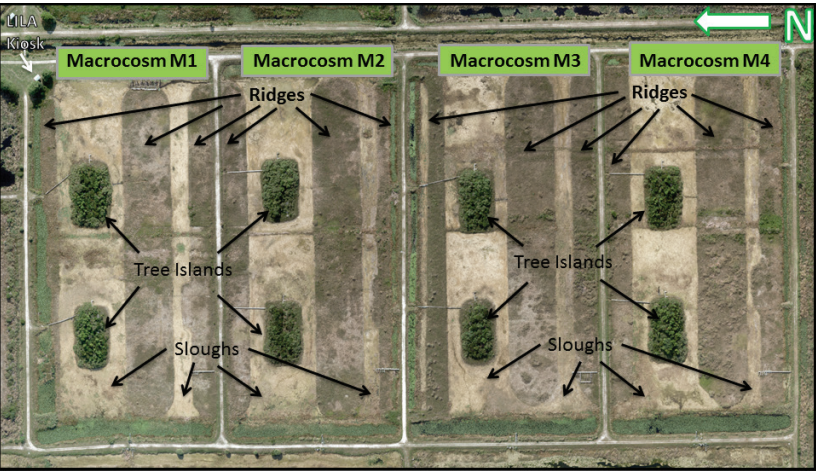 LILA
Kiosk
N
Macrocosm M1
Macrocosm M2
Macrocosm M3
Macrocosm M4
Ridges
Ridges
Tree Islands
Tree Islands
Sloughs
Sloughs